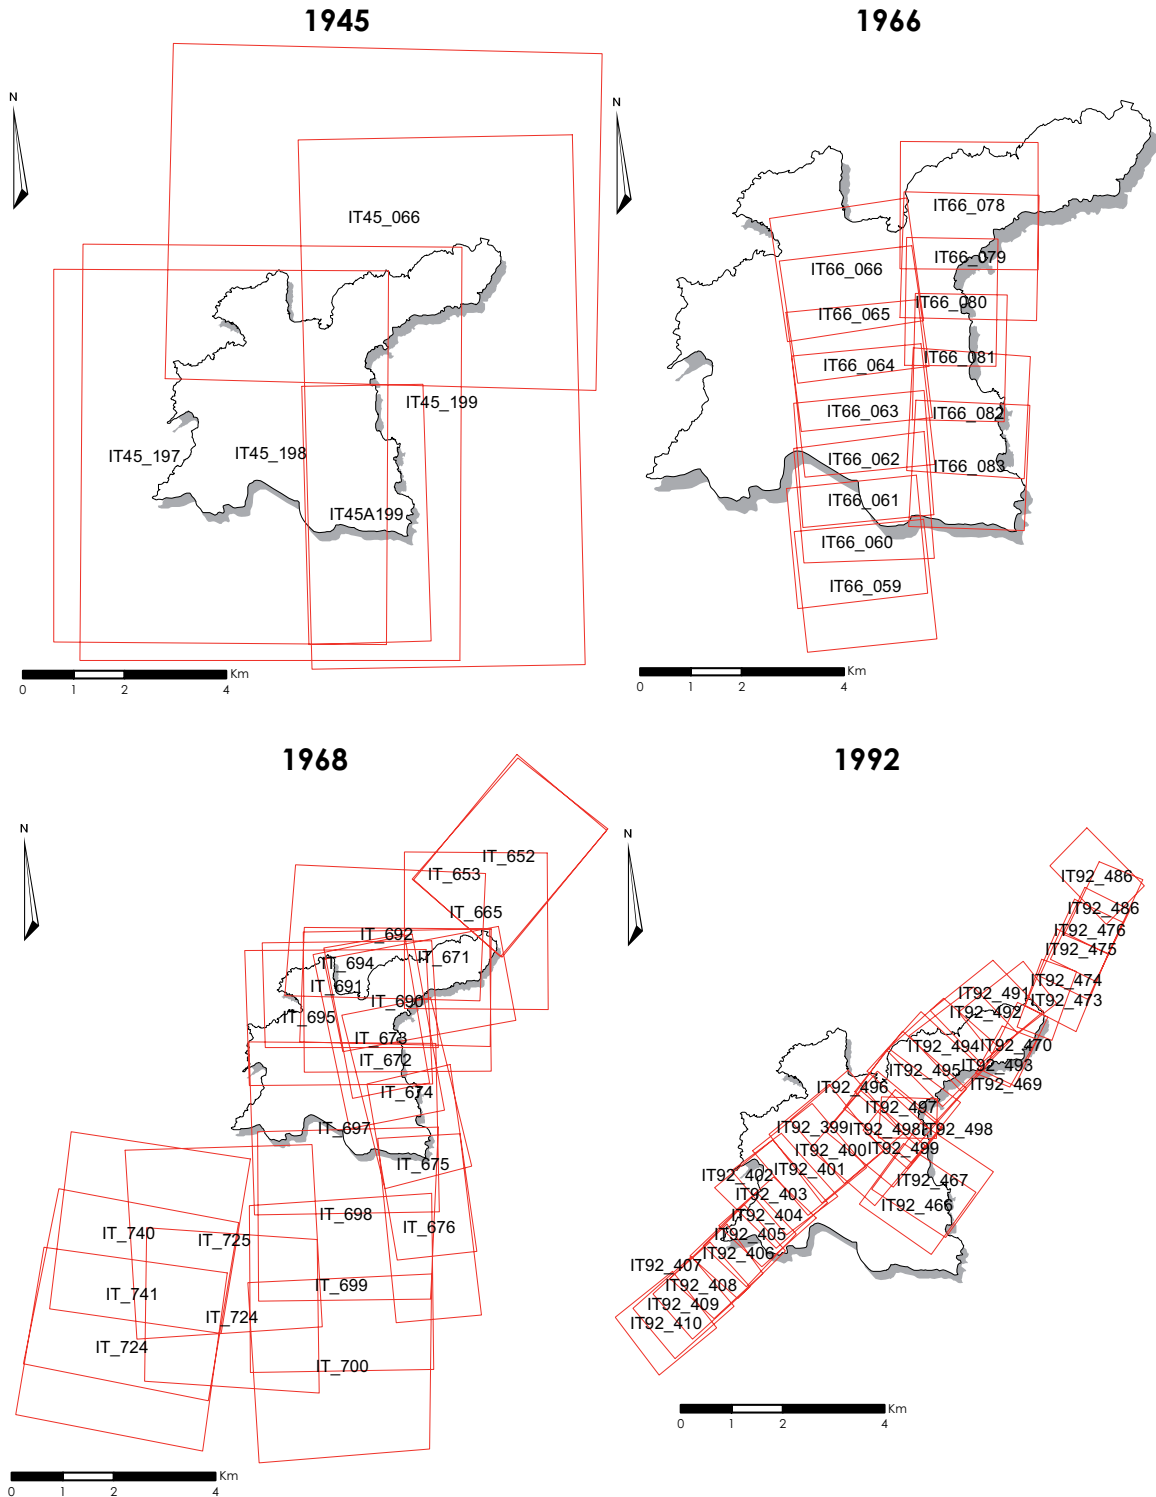 1945
1966
N
N
IT45_066
IT66_078
IT66_079
IT66_066
IT66_080
IT66_065
IT66_081
IT66_064
IT45_199
IT66_063
IT66_082
IT45_197
IT45_198
IT66_062
IT66_083
IT66_061
IT45A199
IT66_060
IT66_059
Km
0 1 2 4
Km
0 1 2 4
1968
1992
N
N
IT_652
IT_653
IT_665
IT_692
IT_671
IT_694
IT_691
IT_690
IT_695
IT_673
IT_672
IT_674
IT_697
IT_675
IT_698
IT_676
IT_740
IT_725
IT_741
IT_699
IT_724
IT_724
IT_700
Km
0 1 2 4
IT92_486
IT92_486
IT92_476
IT92_475
IT92_474
IT92_473
IT92_491
IT92_492
IT92_494
IT92_470
IT92_493
IT92_495
IT92_469
IT92_496
IT92_497
IT92_399
IT92_498
IT92_498
IT92_400
IT92_499
IT92_401
IT92_402
IT92_467
IT92_403
IT92_466
IT92_404
IT92_405
IT92_406
IT92_407
IT92_408
IT92_409
IT92_410
Km
0 1 2 4